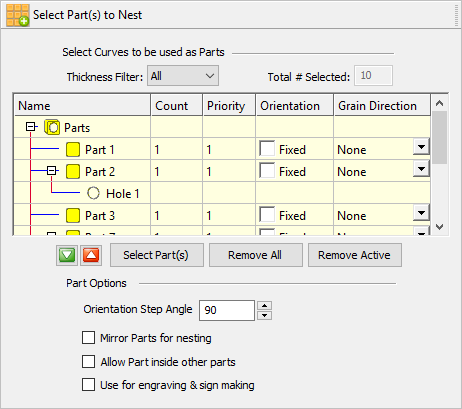 Select Part(s) to Nest
Select Curves to be used as Parts
Thickness Filter: All Total # Selected: 10
Name Count Priority Orientation Grain Direction
Parts
Part 1 1 1 Fixed None
Part 2 1 1 Fixed None
Hole 1
Part 3 1 1 Fixed None
Select Part(s) Remove All Remove Active
Part Options
Orientation Step Angle 90
Mirror Parts for nesting
Allow Part inside other parts
Use for engraving & sign making